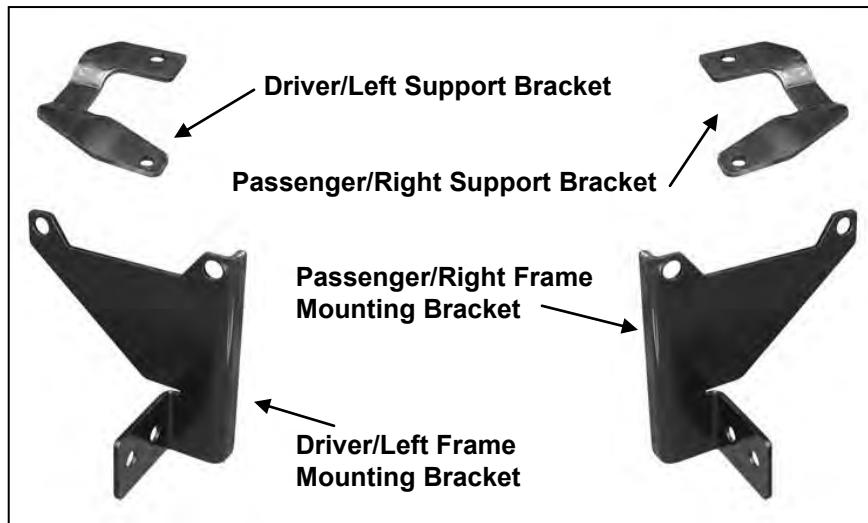 Driver/Left Support Bracket
Passenger/Right Support Bracket
Passenger/Right Frame
Mounting Bracket
Driver/Left Frame
Mounting Bracket